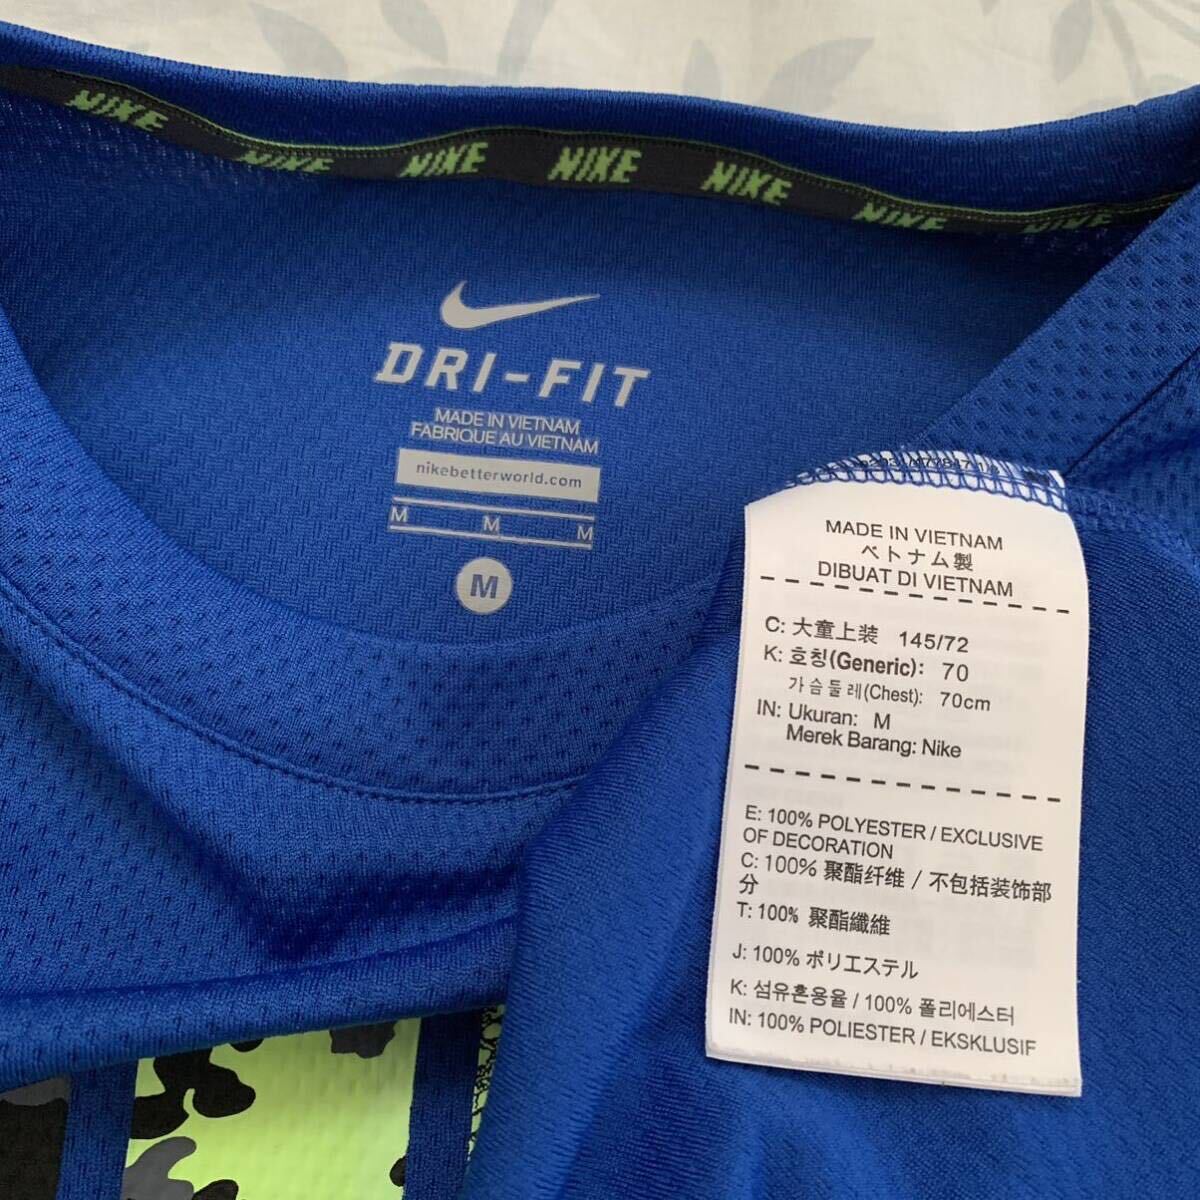 NIKE
NIKE
NIKE
NIKE
NIKE
NIKE
NIKE
DRI-FIT
MADE IN VIETNAM
FABRIQUE AU VIETNAM
nikebetterworld.com
M M M
M
MADE IN VIETNAM
ベトナム製
DIBUAT DI VIETNAM
C: 大童上装 145/72
K: 호칭(Generic): 70
가슴둘레(Chest): 70cm
IN: Ukuran: M
Merek Barang: Nike
E: 100% POLYESTER / EXCLUSIVE
OF DECORATION
C: 100% 聚酯纤维 / 不包括装饰部
分
T: 100% 聚酯纖維
J: 100% ポリエステル
K: 섬유혼용율 / 100% 폴리에스터
IN: 100% POLIESTER / EKSKLUSIF